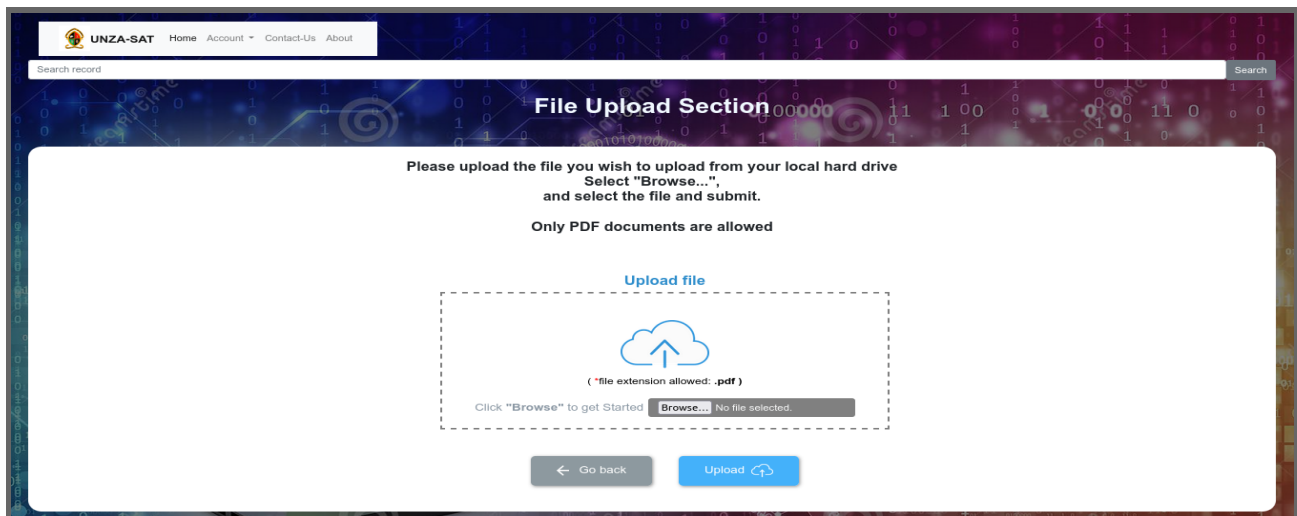 UNZA-SAT Home Account Contact-Us About
Search record Search
File Upload Section
Please upload the file you wish to upload from your local hard drive
Select "Browse...",
and select the file and submit.
Only PDF documents are allowed
Upload file
( *file extension allowed: .pdf )
Click "Browse" to get Started Browse... No file selected.
Go back Upload